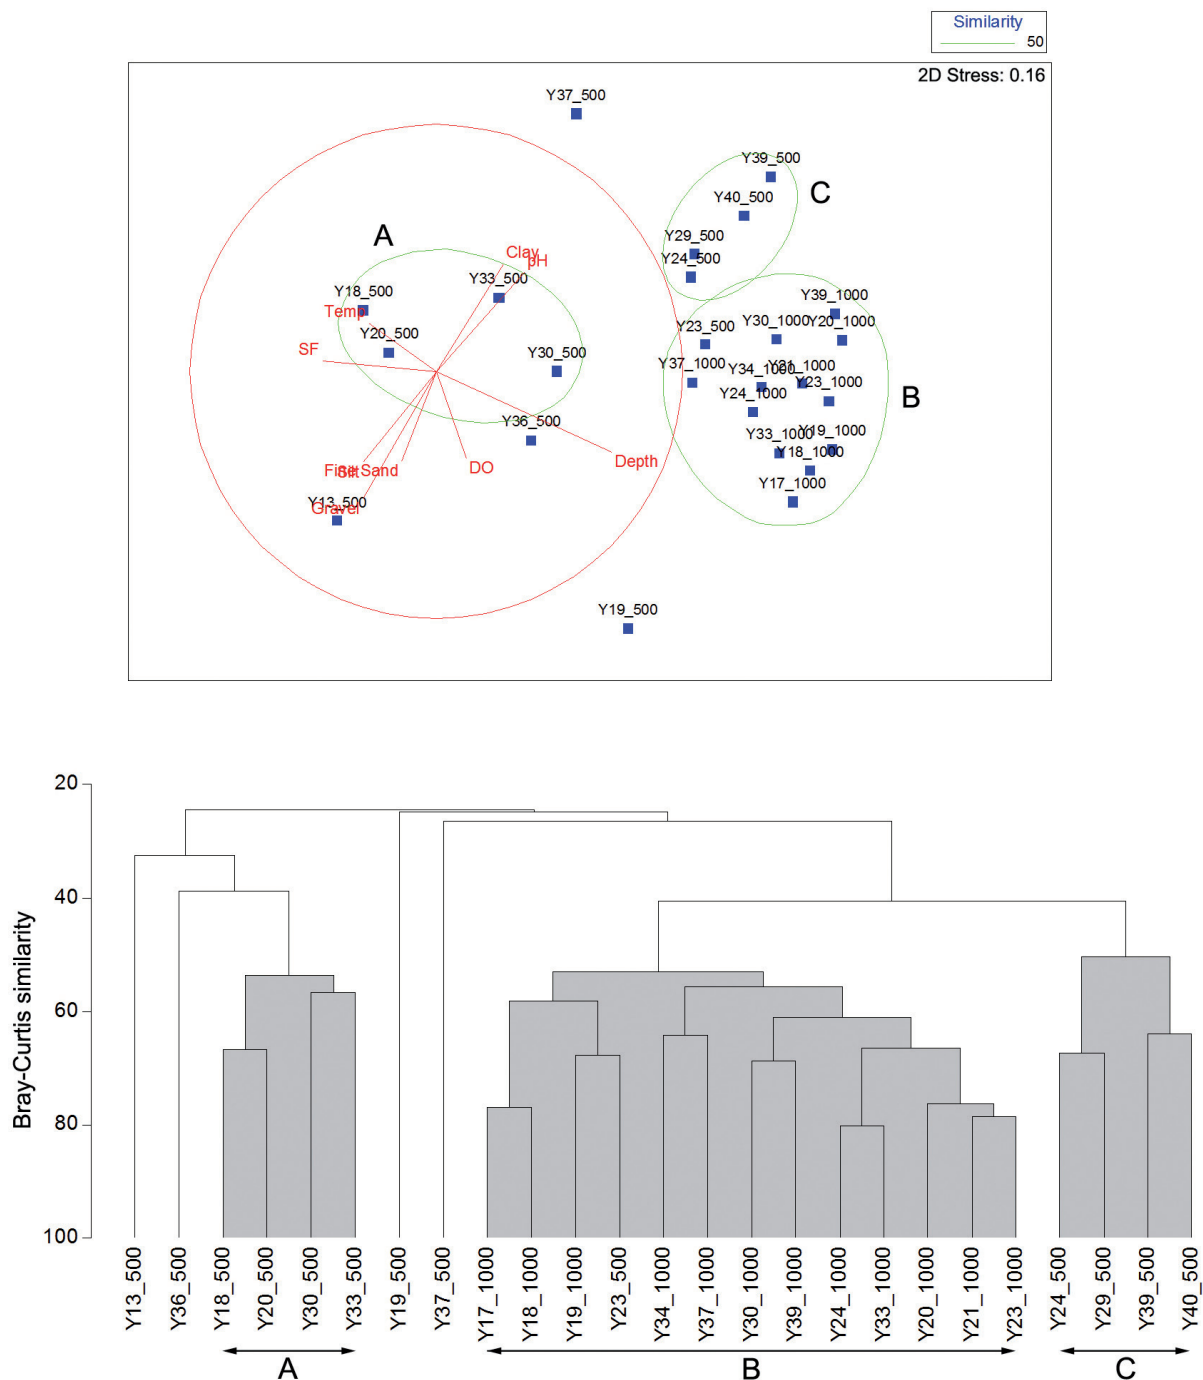 Similarity
50
2D Stress: 0.16
Y37_500
Y39_500
C
Y40_500
A
Clay
pH
Y29_500
Y33_500
Y24_500
Y18_500
Temp
Y39_1000
Y23_500
Y30_1000
Y20_1000
Y20_500
SF
Y30_500
Y37_1000
Y34_1000
Y21_1000
Y23_1000
Y24_1000
B
Y36_500
Y33_1000
Y19_1000
Y18_1000
Fine Sand
Silt
DO
Depth
Y17_1000
Y13_500
Gravel
Y19_500
20
40
60
80
100
Bray-Curtis similarity
Y13_500
Y36_500
Y18_500
Y20_500
Y30_500
Y33_500
Y19_500
Y37_500
Y17_1000
Y18_1000
Y19_1000
Y23_500
Y34_1000
Y37_1000
Y30_1000
Y39_1000
Y24_1000
Y33_1000
Y20_1000
Y21_1000
Y23_1000
Y24_500
Y29_500
Y39_500
Y40_500
A
B
C